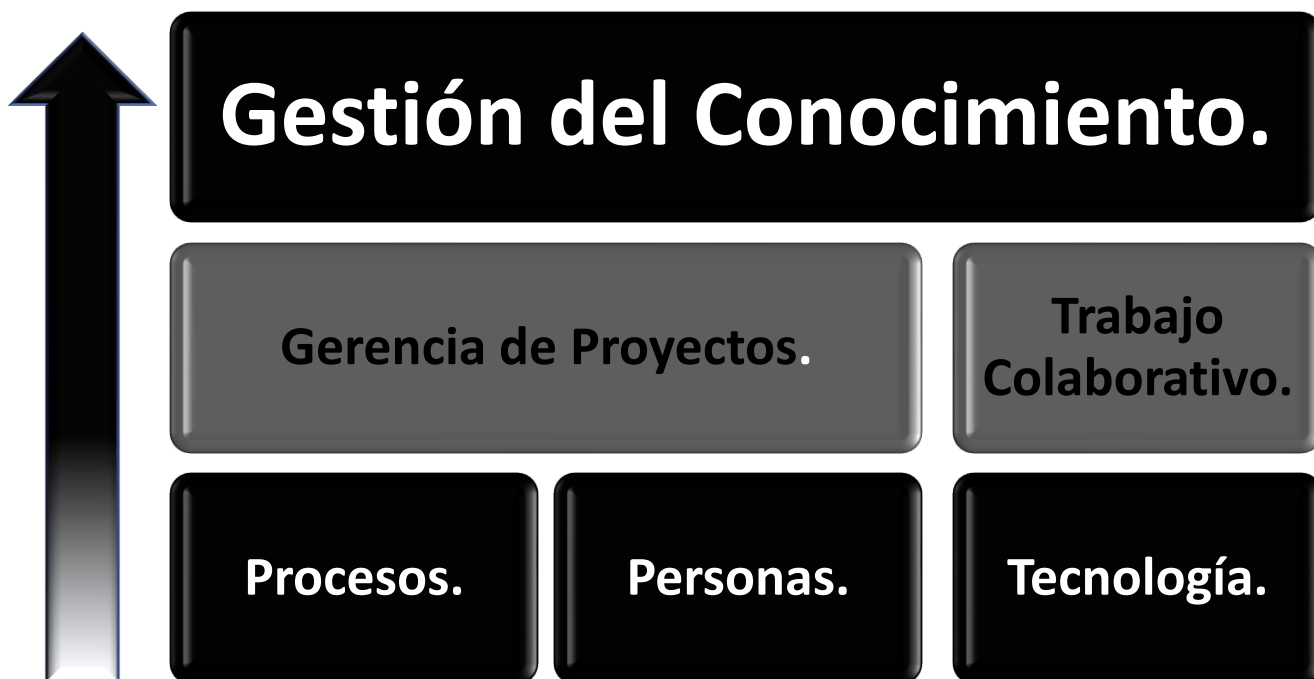 Gestión del Conocimiento.
Gerencia de Proyectos.
Trabajo
Colaborativo.
Procesos.
Personas.
Tecnología.